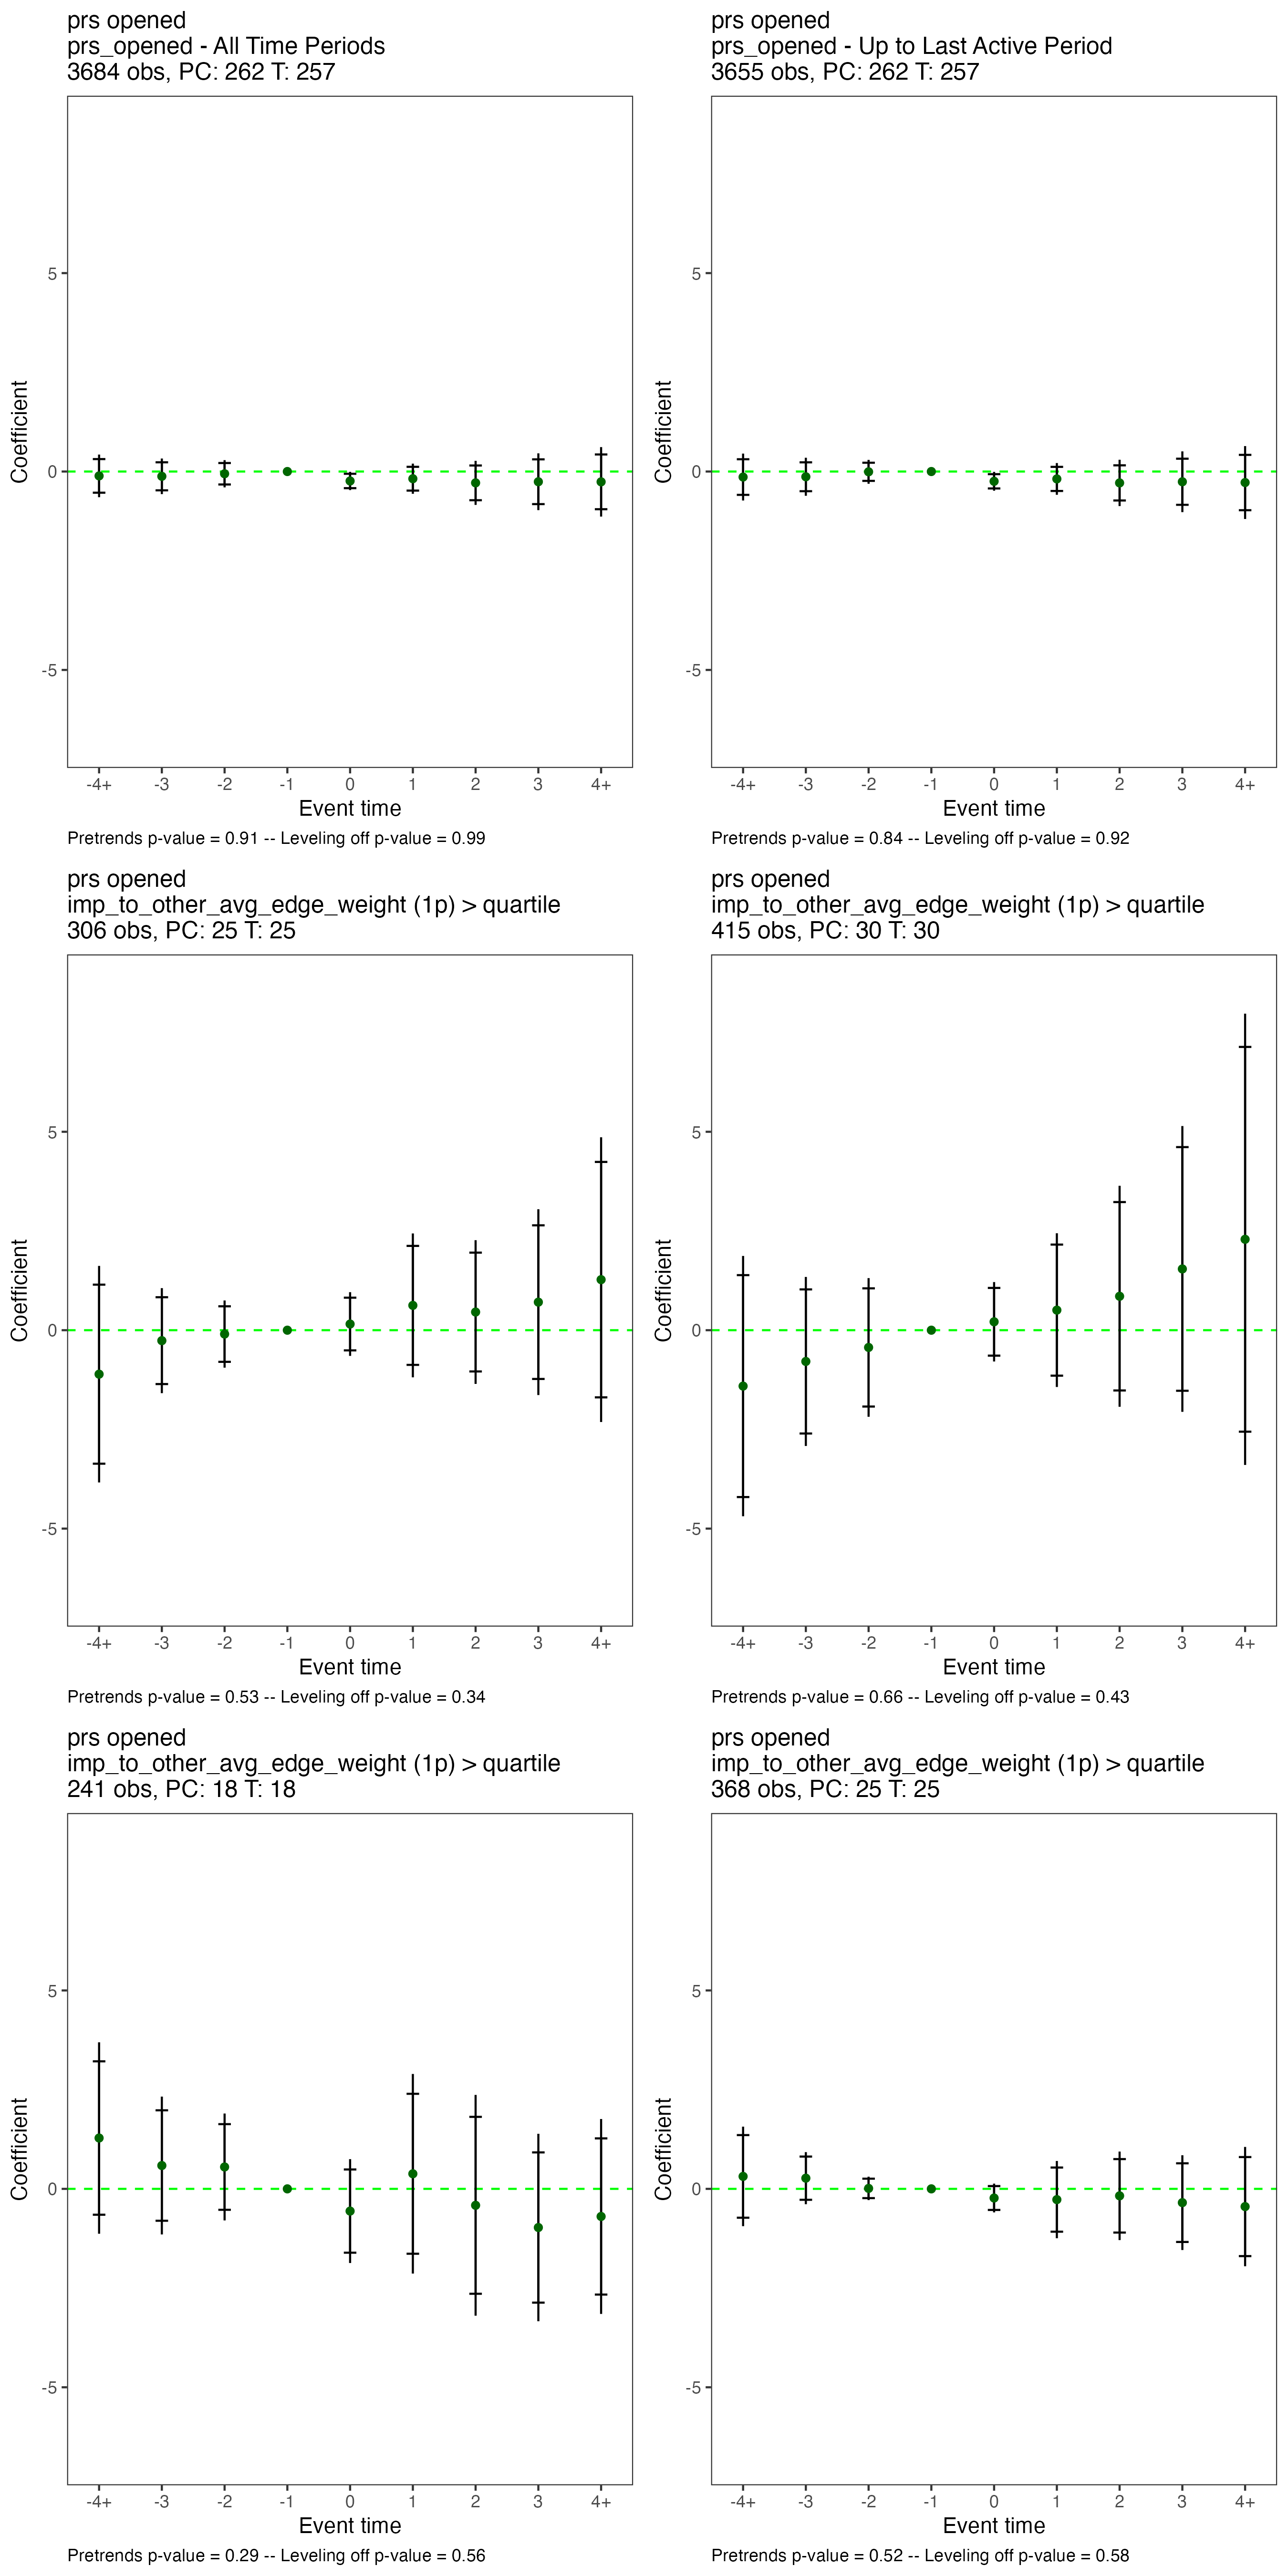 prs opened
prs_opened - All Time Periods
3684 obs, PC: 262 T: 257
Coefficient
5
0
-5
-4+ -3 -2 -1 0 1 2 3 4+
Event time
Pretrends p-value = 0.91 -- Leveling off p-value = 0.99
prs opened
prs_opened - Up to Last Active Period
3655 obs, PC: 262 T: 257
Coefficient
5
0
-5
-4+ -3 -2 -1 0 1 2 3 4+
Event time
Pretrends p-value = 0.84 -- Leveling off p-value = 0.92
prs opened
imp_to_other_avg_edge_weight (1p) > quartile
306 obs, PC: 25 T: 25
Coefficient
5
0
-5
-4+ -3 -2 -1 0 1 2 3 4+
Event time
Pretrends p-value = 0.53 -- Leveling off p-value = 0.34
prs opened
imp_to_other_avg_edge_weight (1p) > quartile
415 obs, PC: 30 T: 30
Coefficient
5
0
-5
-4+ -3 -2 -1 0 1 2 3 4+
Event time
Pretrends p-value = 0.66 -- Leveling off p-value = 0.43
prs opened
imp_to_other_avg_edge_weight (1p) > quartile
241 obs, PC: 18 T: 18
Coefficient
5
0
-5
-4+ -3 -2 -1 0 1 2 3 4+
Event time
Pretrends p-value = 0.29 -- Leveling off p-value = 0.56
prs opened
imp_to_other_avg_edge_weight (1p) > quartile
368 obs, PC: 25 T: 25
Coefficient
5
0
-5
-4+ -3 -2 -1 0 1 2 3 4+
Event time
Pretrends p-value = 0.52 -- Leveling off p-value = 0.58